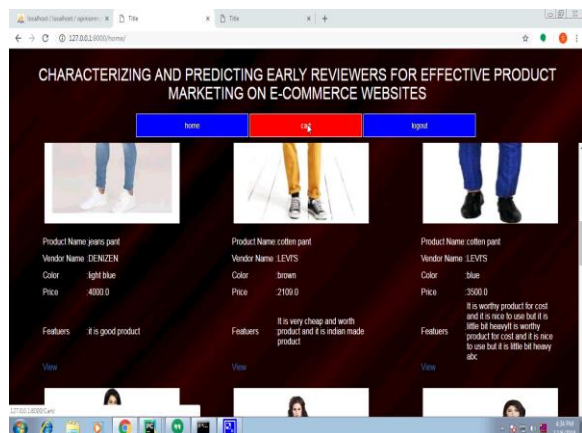 localhost / localhost / opinionm
Title
Title
127.0.0.1:8000/home/
CHARACTERIZING AND PREDICTING EARLY REVIEWERS FOR EFFECTIVE PRODUCT
MARKETING ON E-COMMERCE WEBSITES
home
cart
logout
Product Name :jeans pant
Vendor Name :DENIZEN
Color :light blue
Price :4000.0
Featuers :it is good product
View
Product Name :cotten pant
Vendor Name :LEVI'S
Color :brown
Price :2109.0
Featuers
It is very cheap and worth
product and it is indian made
product
View
Product Name :cotten pant
Vendor Name :LEVI'S
Color :blue
Price :3500.0
Featuers
It is worthy product for cost
and it is nice to use but it is
little bit heavyIt is worthy
product for cost and it is nice
to use but it is little bit heavy
abc
View
127.0.0.1:8000/Cart/
4:34 PM